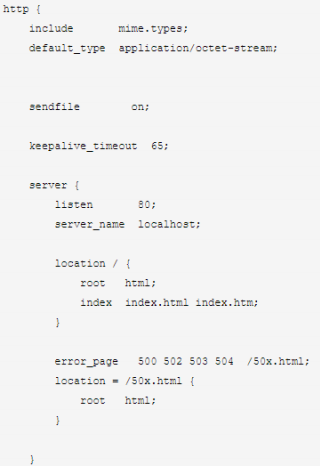 http {
    include       mime.types;
    default_type  application/octet-stream;
    sendfile        on;
    keepalive_timeout  65;
    server {
        listen       80;
        server_name  localhost;
        location / {
            root   html;
            index  index.html index.htm;
        }
        error_page   500 502 503 504  /50x.html;
        location = /50x.html {
            root   html;
        }
    }